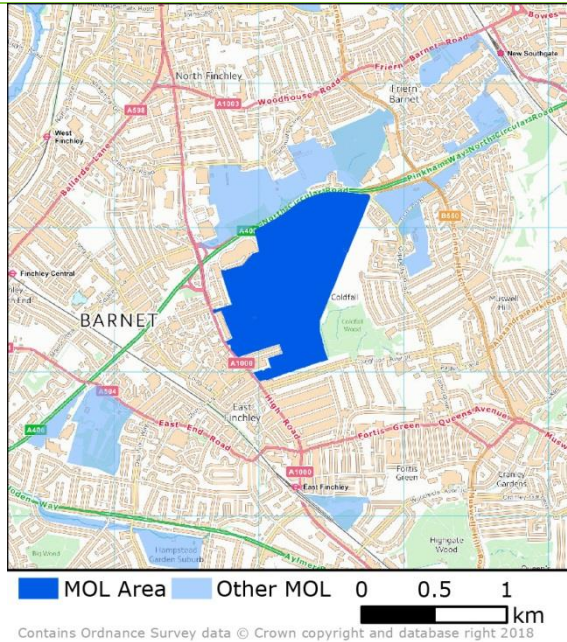 Bowes
New Southgate
Friern Barnet Road
North Finchley
Friern
Barnet
A598
A1003
Woodhouse Road
West
Finchley
Ballards Lane
Pinkham Way North Circular Road
North Circular Road
A406
B550
Finchley Central
Coldfall
Coldfall
Wood
Muswell
Hill
Alexandra Park Road
BARNET
A1000
A504
East
Finchley
High Road
A406
East End Road
Fortis Green
Queens Avenue
A1000
East Finchley
Fortis
Green
Cranley
Gardens
Big Wood
Hampstead
Garden Suburb
Aylmer
Highgate
Wood
MOL Area
Other MOL
0 0.5 1
km
Contains Ordnance Survey data © Crown copyright and database right 2018